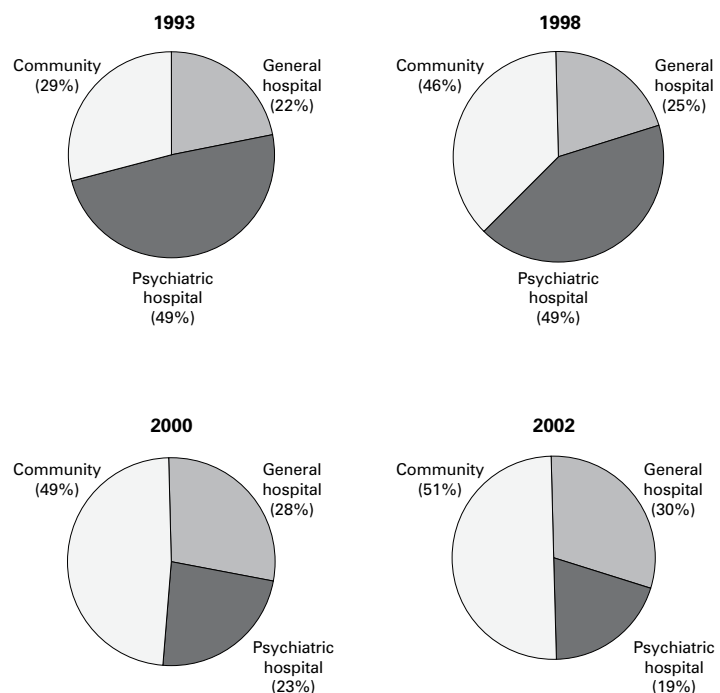 1993
Community
(29%)
General
hospital
(22%)
Psychiatric
hospital
(49%)
1998
Community
(46%)
General
hospital
(25%)
Psychiatric
hospital
(49%)
2000
Community
(49%)
General
hospital
(28%)
Psychiatric
hospital
(23%)
2002
Community
(51%)
General
hospital
(30%)
Psychiatric
hospital
(19%)